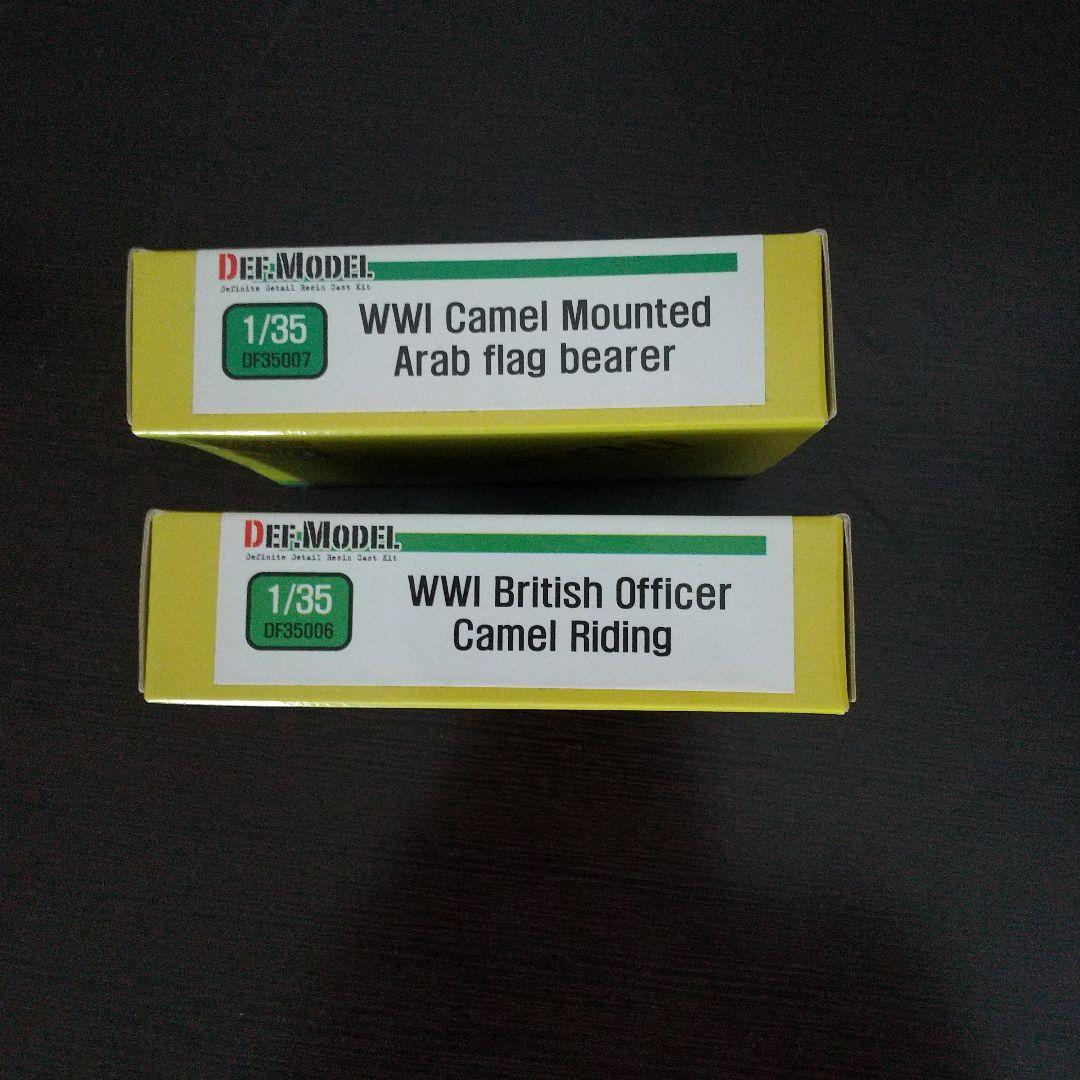 DEF.MODEL
Definite Detail Resin Cast Kit
1/35
DF35007
WWI Camel Mounted
Arab flag bearer
DEF.MODEL
Definite Detail Resin Cast Kit
1/35
DF35006
WWI British Officer
Camel Riding